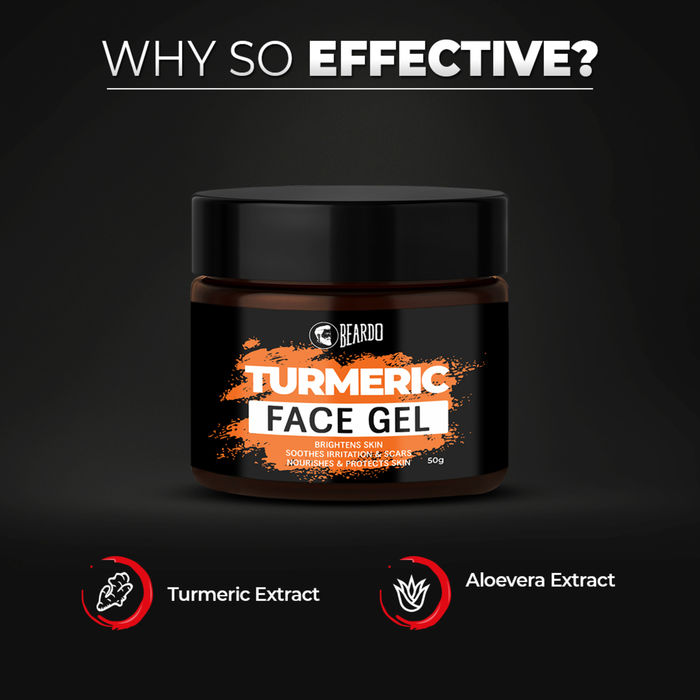 WHY SO EFFECTIVE?
BEARDO
TURMERIC
FACE GEL
BRIGHTENS SKIN
SOOTHES IRRITATION & SCARS
NOURISHES & PROTECTS SKIN
50g
Turmeric Extract
Aloevera Extract